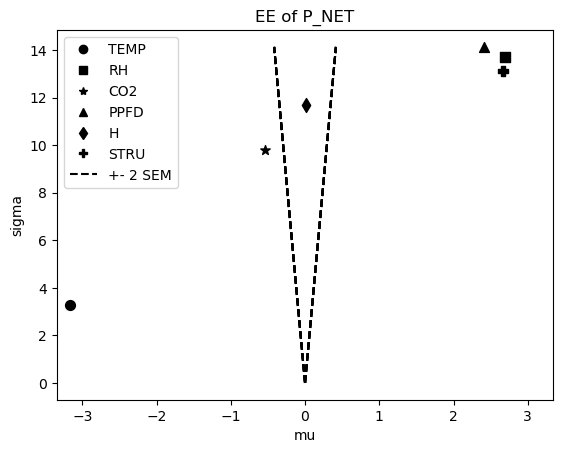 EE of P_NET
14
12
10
8
6
4
2
0
sigma
TEMP
RH
CO2
PPFD
H
STRU
+- 2 SEM
−3
−2
−1
0
1
2
3
mu